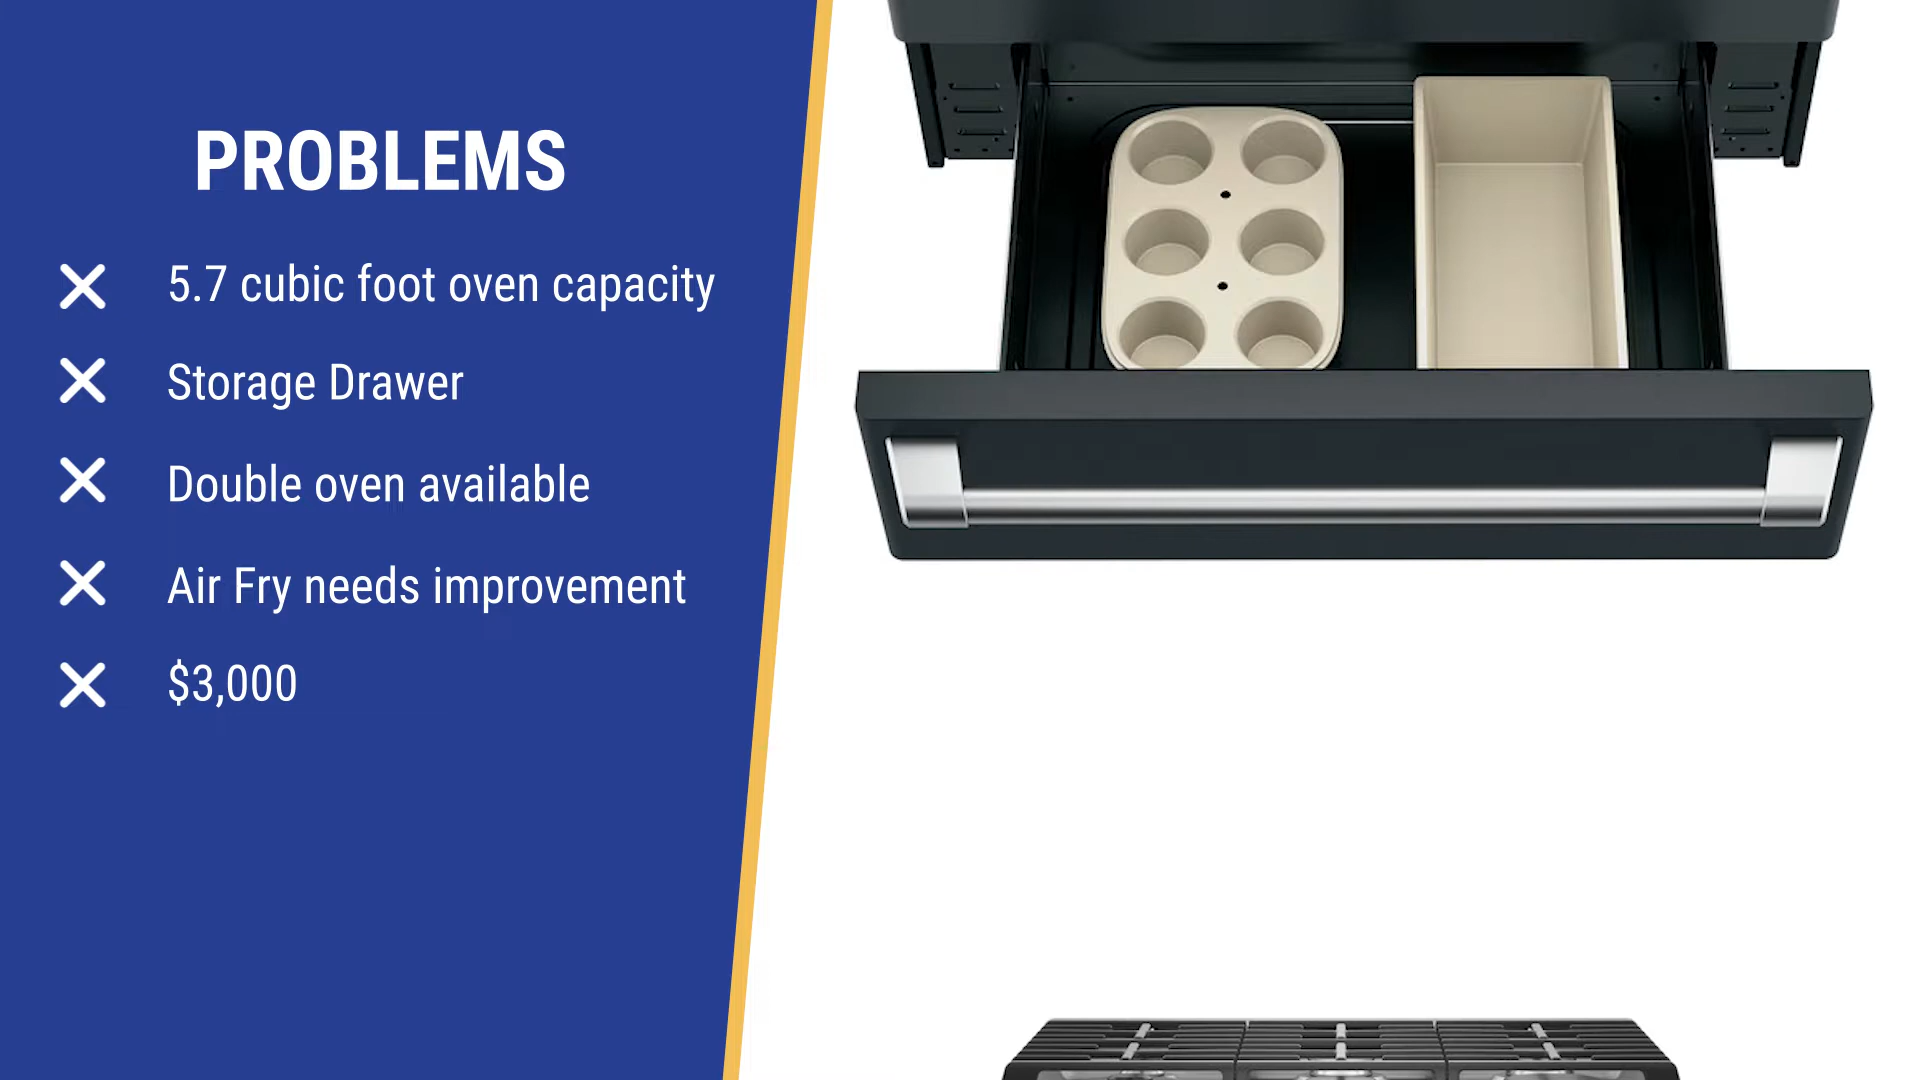 PROBLEMS
5.7 cubic foot oven capacity
Storage Drawer
Double oven available
Air Fry needs improvement
$3,000